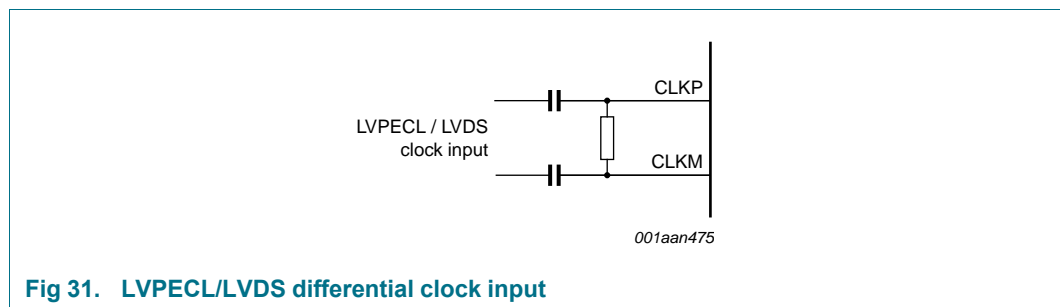 CLKP
LVPECL / LVDS
clock input
CLKM
001aan475
Fig 31. LVPECL/LVDS differential clock input